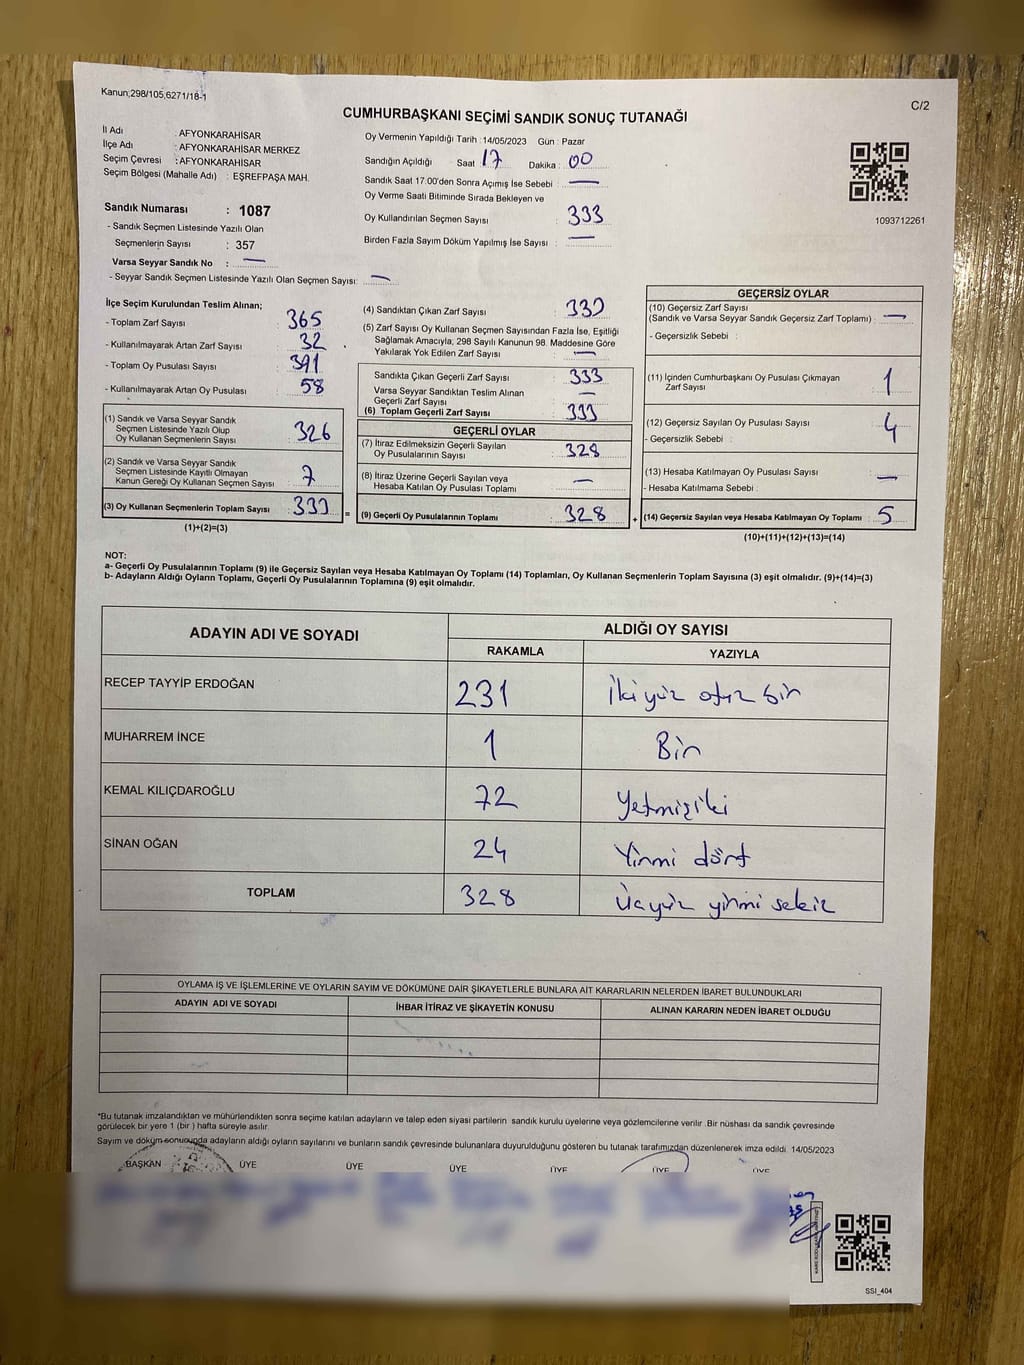 Kanun;298/105,6271/18-1
C/2
CUMHURBAŞKANI SEÇİMİ SANDIK SONUÇ TUTANAĞI
İl Adı : AFYONKARAHİSAR
İlçe Adı : AFYONKARAHİSAR MERKEZ
Seçim Çevresi : AFYONKARAHİSAR
Seçim Bölgesi (Mahalle Adı) : EŞREFPAŞA MAH.
Sandık Numarası : 1087
- Sandık Seçmen Listesinde Yazılı Olan
Seçmenlerin Sayısı : 357
Varsa Seyyar Sandık No : —
- Seyyar Sandık Seçmen Listesinde Yazılı Olan Seçmen Sayısı: —
Oy Vermenin Yapıldığı Tarih : 14/05/2023 Gün : Pazar
Sandığın Açıldığı Saat 17 Dakika : 00
Sandık Saat 17.00'den Sonra Açımış İse Sebebi : —
Oy Verme Saati Bitiminde Sırada Bekleyen ve
Oy Kullandırılan Seçmen Sayısı : 333
Birden Fazla Sayım Döküm Yapılmış İse Sayısı : —
1093712261
İlçe Seçim Kurulundan Teslim Alınan;
- Toplam Zarf Sayısı : 365
- Kullanılmayarak Artan Zarf Sayısı : 32
- Toplam Oy Pusulası Sayısı : 391
- Kullanılmayarak Artan Oy Pusulası : 58
(1) Sandık ve Varsa Seyyar Sandık
Seçmen Listesinde Yazılı Olup
Oy Kullanan Seçmenlerin Sayısı : 326
(2) Sandık ve Varsa Seyyar Sandık
Seçmen Listesinde Kayıtlı Olmayan
Kanun Gereği Oy Kullanan Seçmen Sayısı : 7
(3) Oy Kullanan Seçmenlerin Toplam Sayısı : 333
(1)+(2)=(3)
(4) Sandıktan Çıkan Zarf Sayısı : 333
(5) Zarf Sayısı Oy Kullanan Seçmen Sayısından Fazla İse, Eşitliği
Sağlamak Amacıyla, 298 Sayılı Kanunun 98. Maddesine Göre
Yakılarak Yok Edilen Zarf Sayısı : —
Sandıkta Çıkan Geçerli Zarf Sayısı : 333
Varsa Seyyar Sandıktan Teslim Alınan
Geçerli Zarf Sayısı : —
(6) Toplam Geçerli Zarf Sayısı : 333
GEÇERLİ OYLAR
(7) İtiraz Edilmeksizin Geçerli Sayılan
Oy Pusulalarının Sayısı : 328
(8) İtiraz Üzerine Geçerli Sayılan veya
Hesaba Katılan Oy Pusulası Toplamı : —
= (9) Geçerli Oy Pusulalarının Toplamı : 328
GEÇERSİZ OYLAR
(10) Geçersiz Zarf Sayısı
(Sandık ve Varsa Seyyar Sandık Geçersiz Zarf Toplamı) : —
- Geçersizlik Sebebi :
(11) İçinden Cumhurbaşkanı Oy Pusulası Çıkmayan
Zarf Sayısı : 1
(12) Geçersiz Sayılan Oy Pusulası Sayısı : 4
- Geçersizlik Sebebi :
(13) Hesaba Katılmayan Oy Pusulası Sayısı : —
- Hesaba Katılmama Sebebi :
+ (14) Geçersiz Sayılan veya Hesaba Katılmayan Oy Toplamı : 5
(10)+(11)+(12)+(13)=(14)
NOT:
a- Geçerli Oy Pusulalarının Toplamı (9) ile Geçersiz Sayılan veya Hesaba Katılmayan Oy Toplamı (14) Toplamları, Oy Kullanan Seçmenlerin Toplam Sayısına (3) eşit olmalıdır. (9)+(14)=(3)
b- Adayların Aldığı Oyların Toplamı, Geçerli Oy Pusulalarının Toplamına (9) eşit olmalıdır.
ADAYIN ADI VE SOYADI
ALDIĞI OY SAYISI
RAKAMLA YAZIYLA
RECEP TAYYİP ERDOĞAN 231 İki yüz otuz bir
MUHARREM İNCE 1 Bir
KEMAL KILIÇDAROĞLU 72 Yetmişiki
SİNAN OĞAN 24 Yirmi dört
TOPLAM 328 Üçyüz yirmi sekiz
OYLAMA İŞ VE İŞLEMLERİNE VE OYLARIN SAYIM VE DÖKÜMÜNE DAİR ŞİKAYETLERLE BUNLARA AİT KARARLARIN NELERDEN İBARET BULUNDUKLARI
ADAYIN ADI VE SOYADI İHBAR İTİRAZ VE ŞİKAYETİN KONUSU ALINAN KARARIN NEDEN İBARET OLDUĞU
*Bu tutanak imzalandıktan ve mühürlendikten sonra seçime katılan adayların ve talep eden siyasi partilerin sandık kurulu üyelerine veya gözlemcilerine verilir .Bir nüshası da sandık çevresinde
görülecek bir yere 1 (bir ) hafta süreyle asılır.
Sayım ve döküm sonucunda adayların aldığı oyların sayılarını ve bunların sandık çevresinde bulunanlara duyurulduğunu gösteren bu tutanak tarafımızdan düzenlenerek imza edildi. 14/05/2023
BAŞKAN ÜYE ÜYE ÜYE ÜYE ÜYE ÜYE
SSI_404